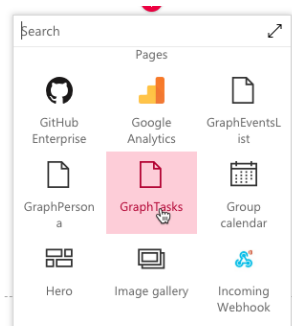 Search
Pages
GitHub
Enterprise
Google
Analytics
GraphEventsL
ist
GraphPerson
a
GraphTasks
Group
calendar
Hero
Image gallery
Incoming
Webhook